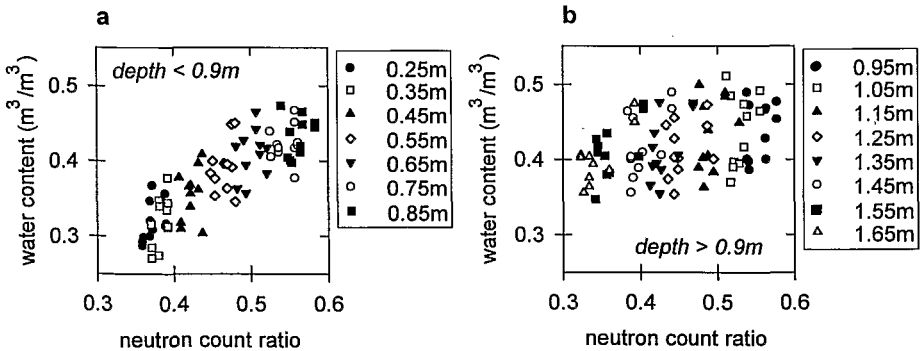 a
depth < 0.9m
water content (m³/m³)
0.5
0.4
0.3
0.3
0.4
0.5
0.6
neutron count ratio
0.25m
0.35m
0.45m
0.55m
0.65m
0.75m
0.85m
b
depth > 0.9m
water content (m³/m³)
0.5
0.4
0.3
0.3
0.4
0.5
0.6
neutron count ratio
0.95m
1.05m
1.15m
1.25m
1.35m
1.45m
1.55m
1.65m